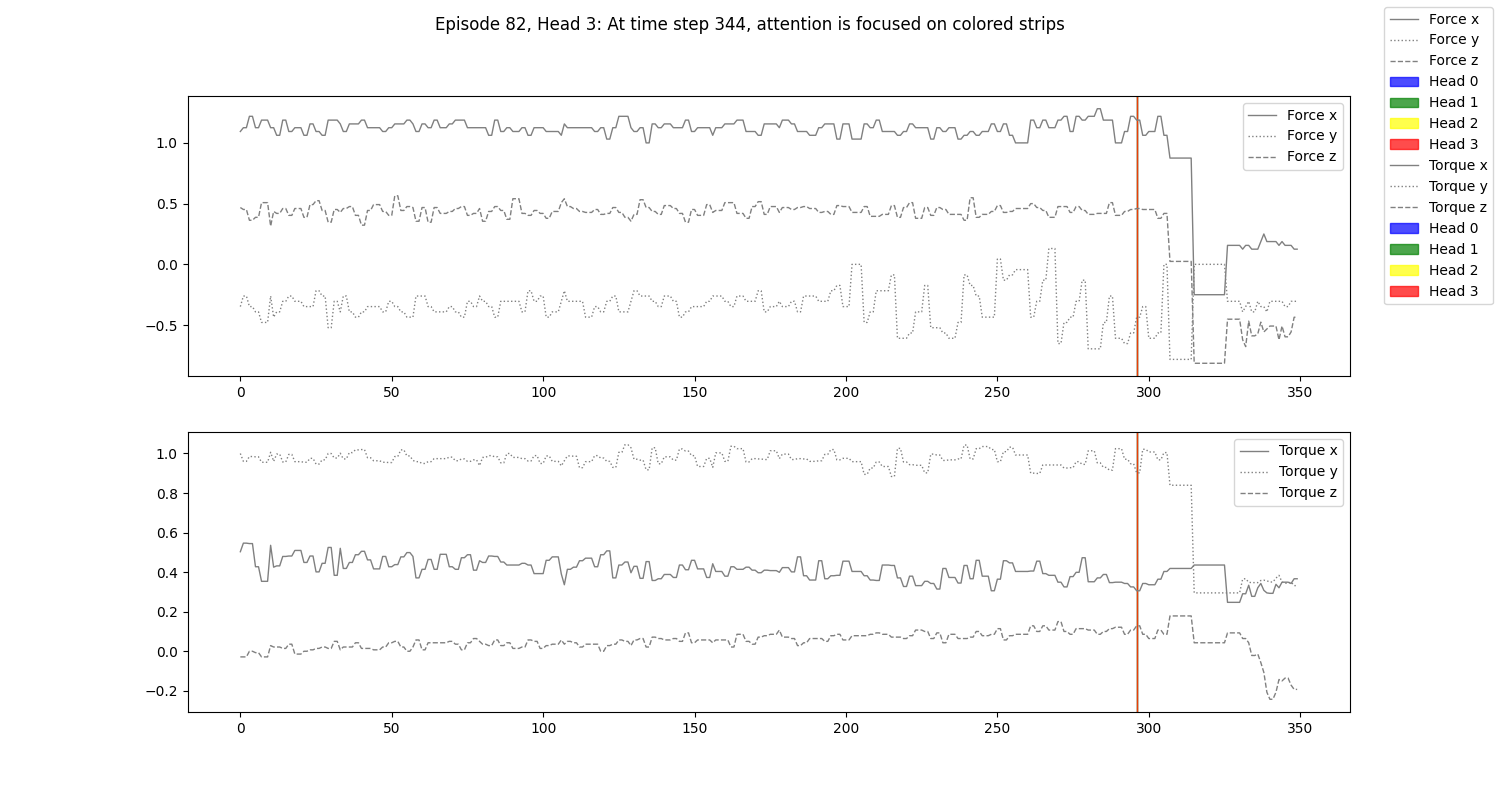 Episode 82, Head 3: At time step 344, attention is focused on colored strips
Force x
Force y
Force z
Head 0
Head 1
Head 2
Head 3
Torque x
Torque y
Torque z
Head 0
Head 1
Head 2
Head 3
Force x
Force y
Force z
1.0
0.5
0.0
−0.5
0 50 100 150 200 250 300 350
Torque x
Torque y
Torque z
1.0
0.8
0.6
0.4
0.2
0.0
−0.2
0 50 100 150 200 250 300 350